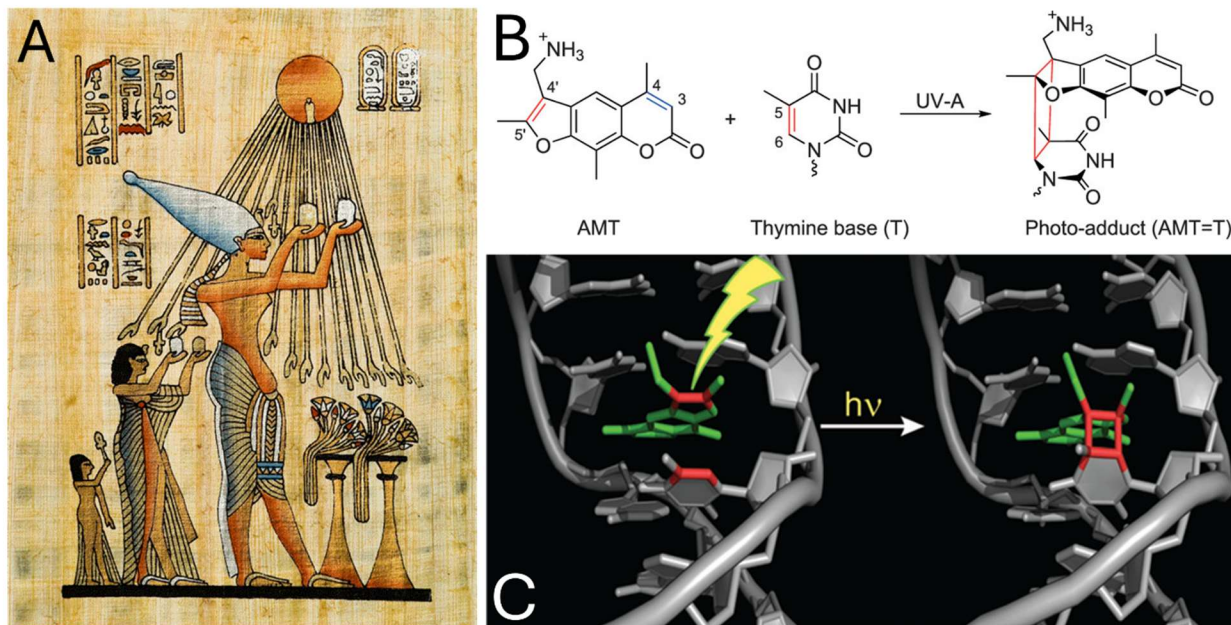 A
B
+
NH3
4'
4
3
5'
O
O
O
AMT
+
O
5
NH
6
N
O
Thymine base (T)
UV-A
+
NH3
O
O
O
O
NH
N
O
Photo-adduct (AMT=T)
hν
C